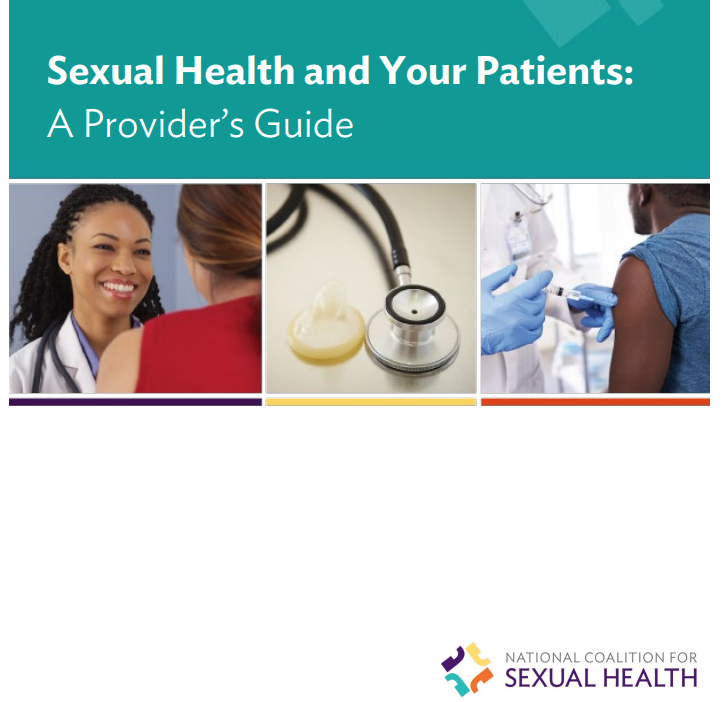 Sexual Health and Your Patients:
A Provider’s Guide
NATIONAL COALITION FOR
SEXUAL HEALTH